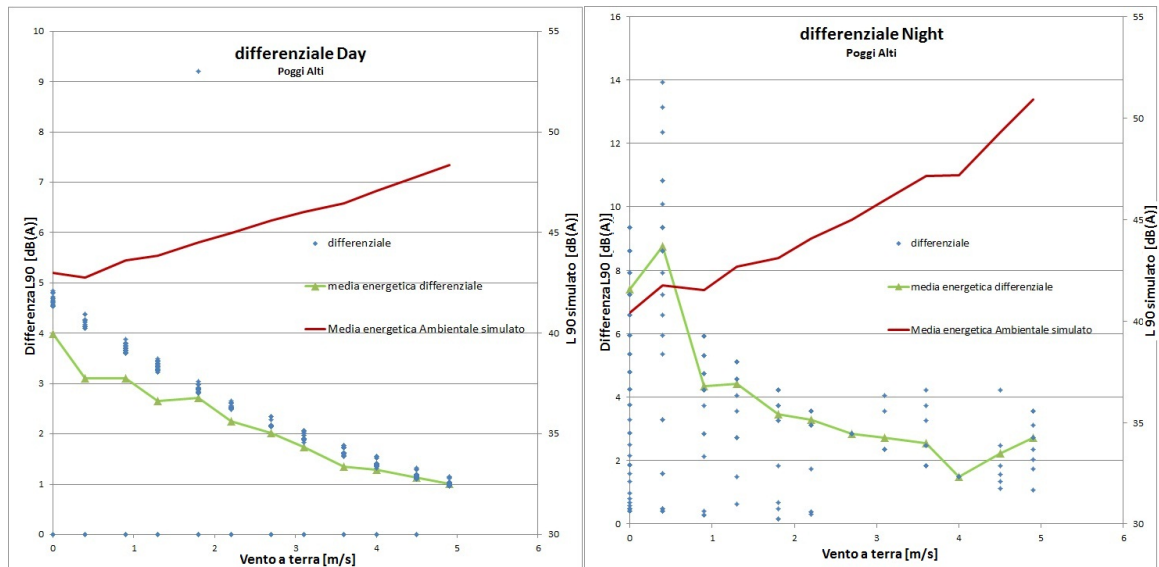 differenziale Day
Poggi Alti
10
9
8
7
6
5
4
3
2
1
0
Differenza L90 [dB(A)]
55
50
45
40
35
30
L 90 simulato [dB(A)]
differenziale
media energetica differenziale
Media energetica Ambientale simulato
0 1 2 3 4 5 6
Vento a terra [m/s]
differenziale Night
Poggi Alti
16
14
12
10
8
6
4
2
0
Differenza L90 [dB(A)]
55
50
45
40
35
30
L 90 simulato [dB(A)]
differenziale
media energetica differenziale
Media energetica Ambientale simulato
0 1 2 3 4 5 6
Vento a terra [m/s]